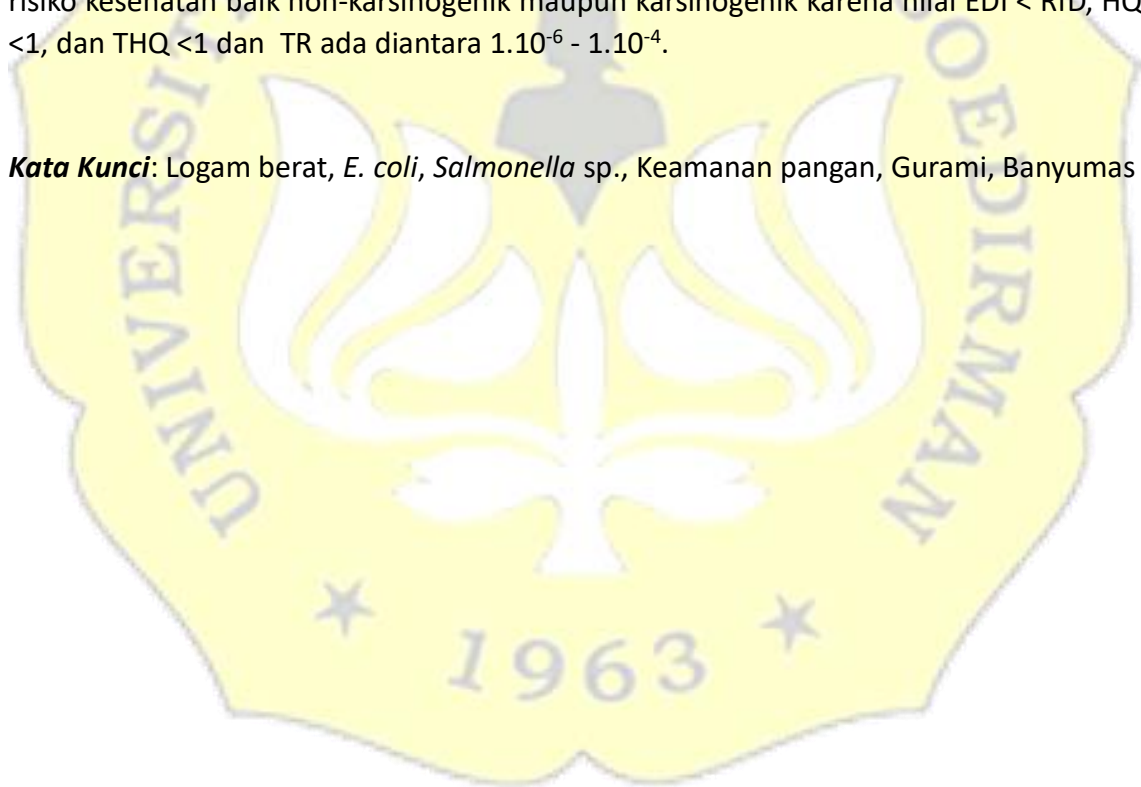 risiko kesehatan baik non-karsinogenik maupun karsinogenik karena nilai EDI < RfD, HQ
<1, dan THQ <1 dan TR ada diantara 1.10⁻⁶ - 1.10⁻⁴.
Kata Kunci: Logam berat, E. coli, Salmonella sp., Keamanan pangan, Gurami, Banyumas
UNIVERSIT
SOEDIRMAN
1963